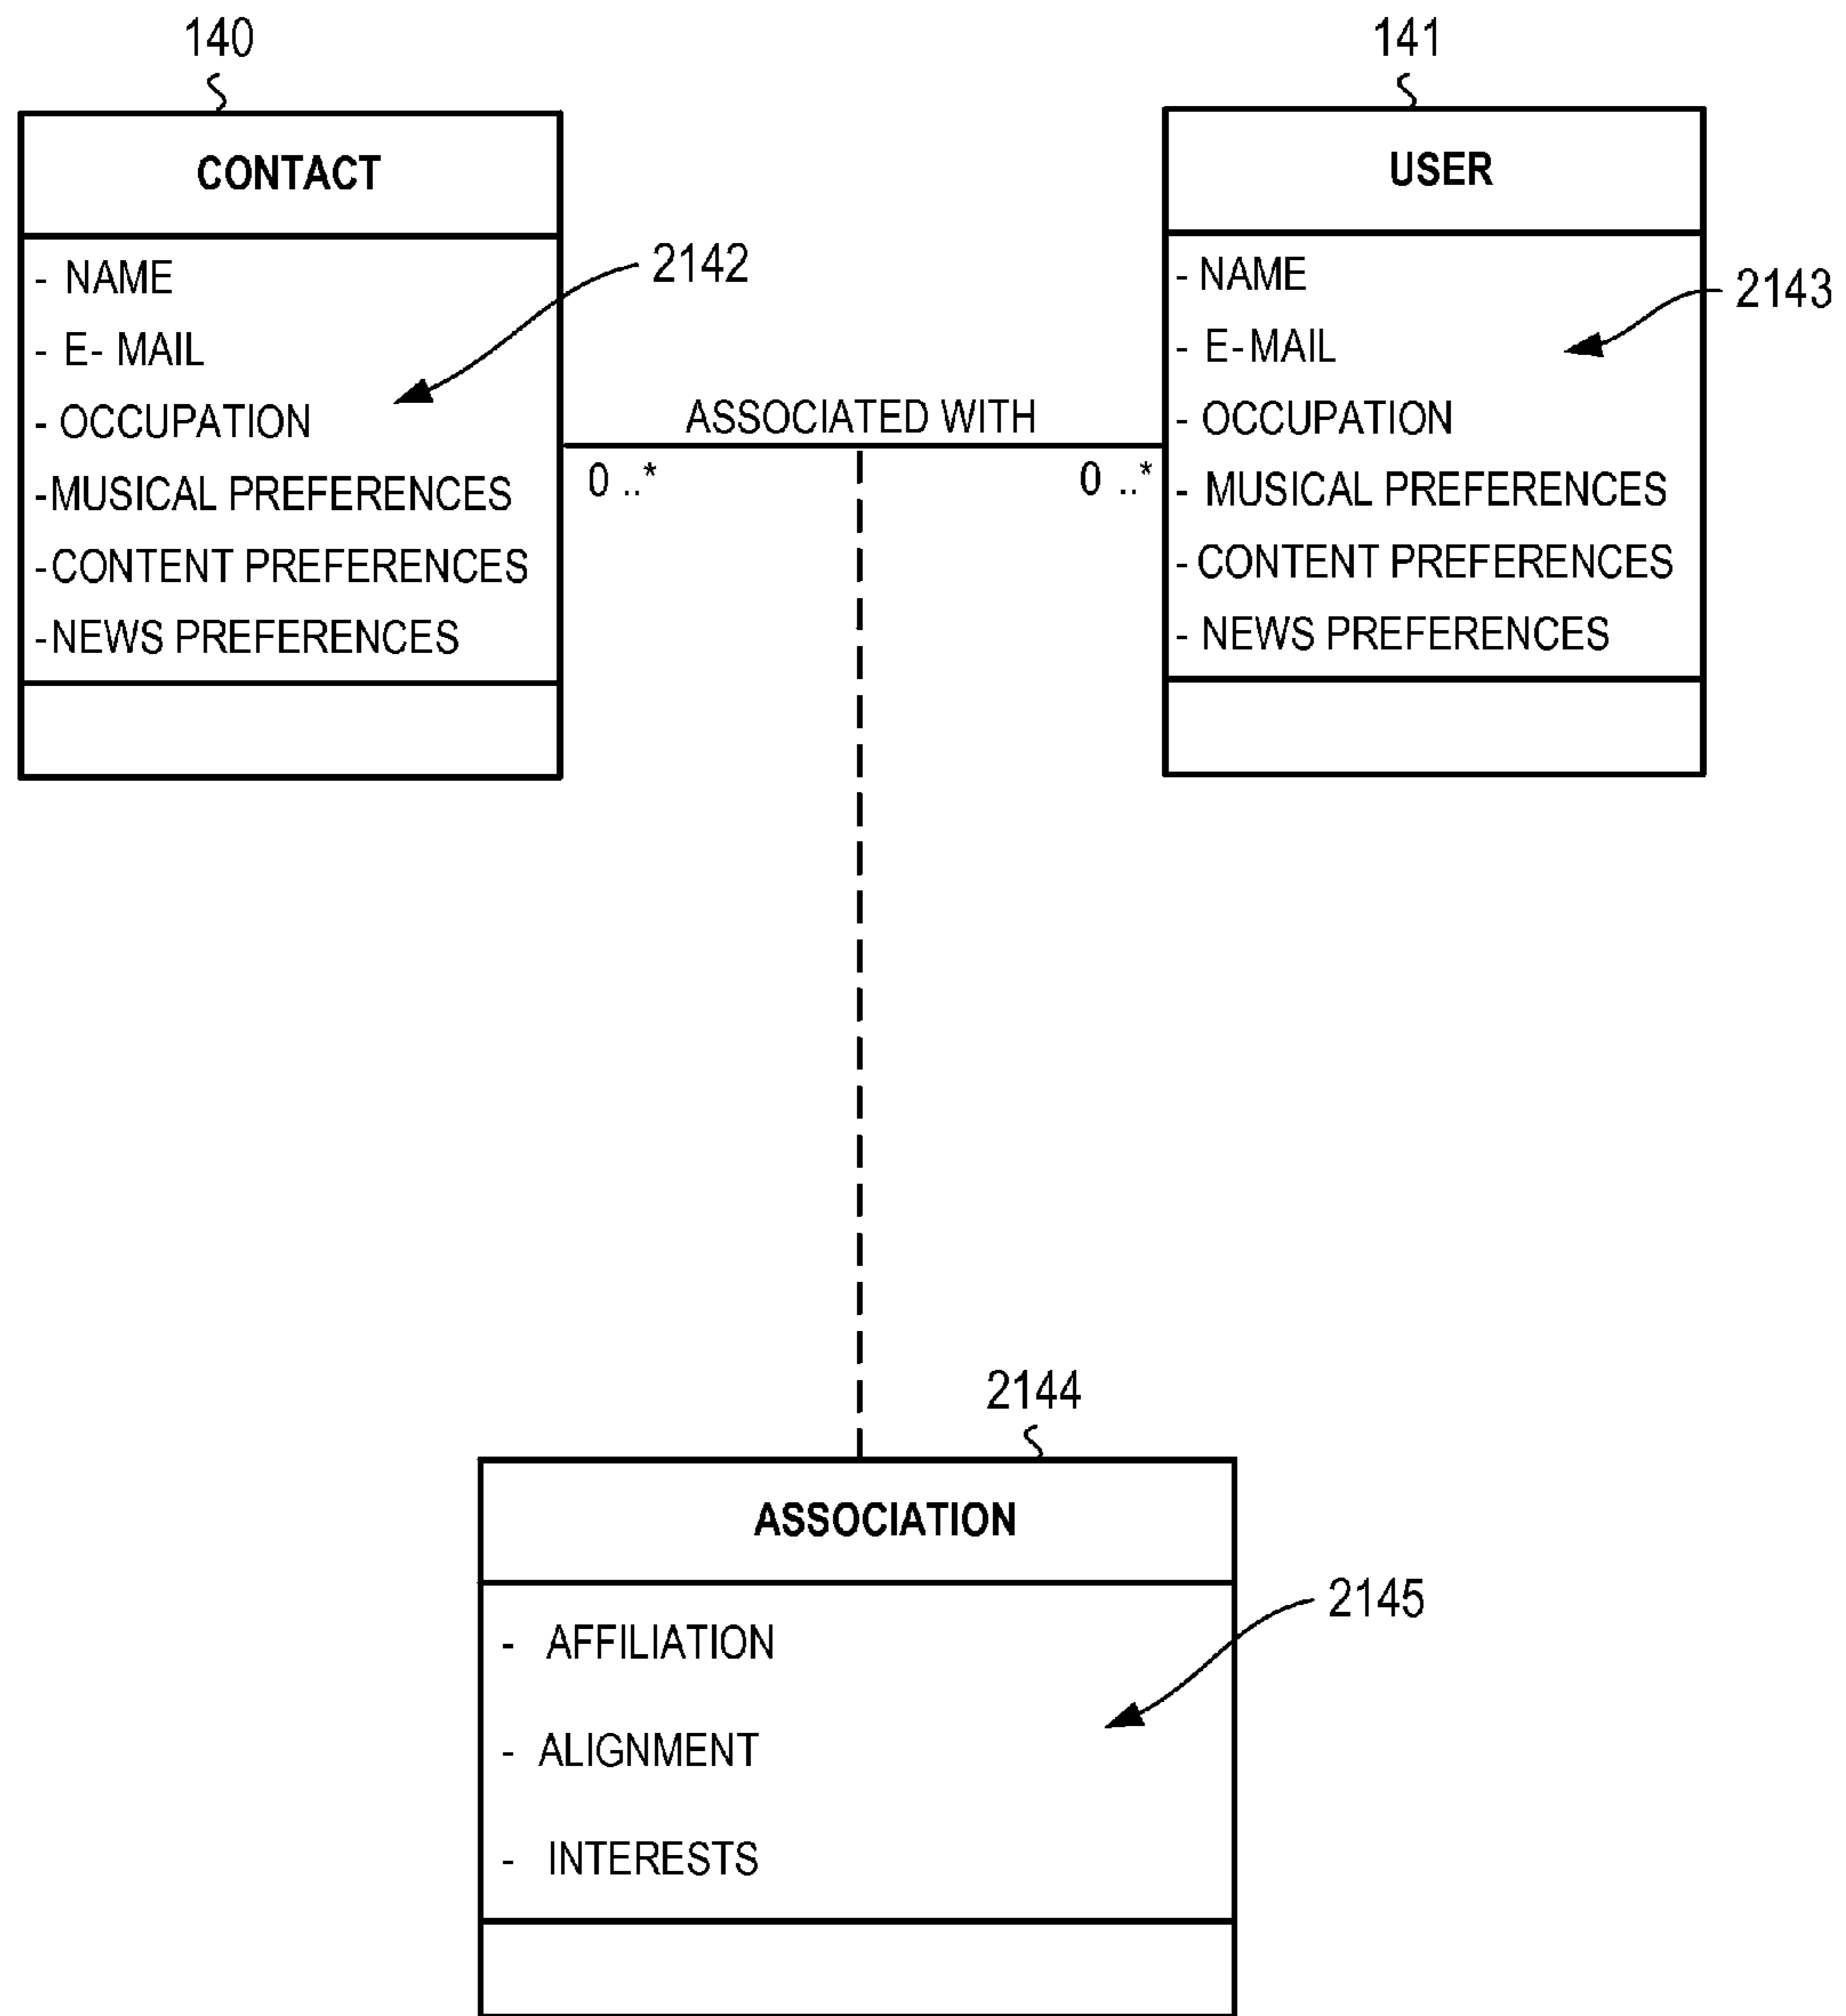 140
CONTACT
- NAME
- E- MAIL
- OCCUPATION
-MUSICAL PREFERENCES
-CONTENT PREFERENCES
-NEWS PREFERENCES
2142
ASSOCIATED WITH
0 ..*
0 ..*
141
USER
- NAME
- E-MAIL
- OCCUPATION
- MUSICAL PREFERENCES
- CONTENT PREFERENCES
- NEWS PREFERENCES
2143
2144
ASSOCIATION
- AFFILIATION
- ALIGNMENT
- INTERESTS
2145